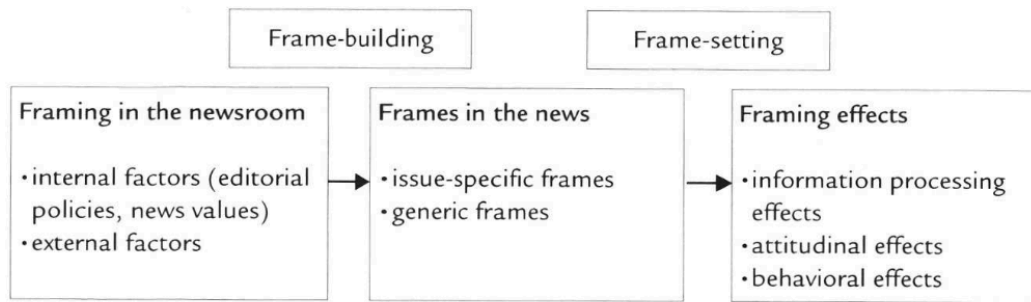 Frame-building
Frame-setting
Framing in the newsroom
• internal factors (editorial
policies, news values)
• external factors
Frames in the news
• issue-specific frames
• generic frames
Framing effects
• information processing
effects
• attitudinal effects
• behavioral effects